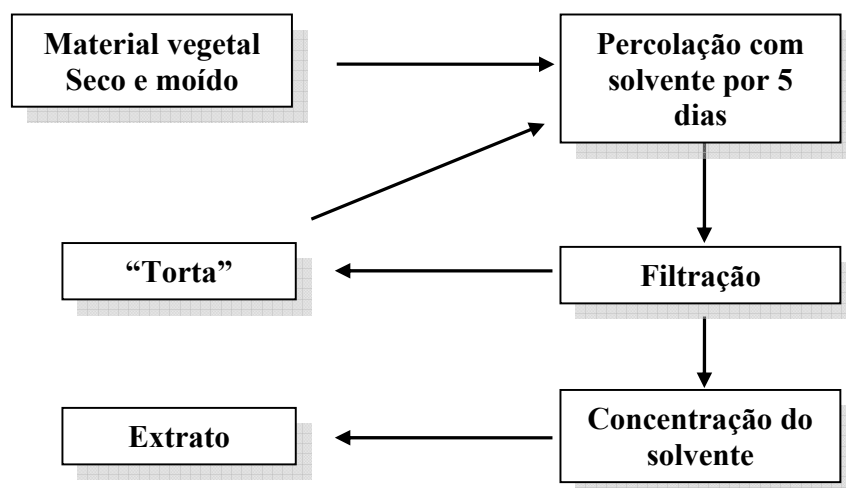 Material vegetal
Seco e moído
Percolação com
solvente por 5
dias
“Torta”
Filtração
Extrato
Concentração do
solvente